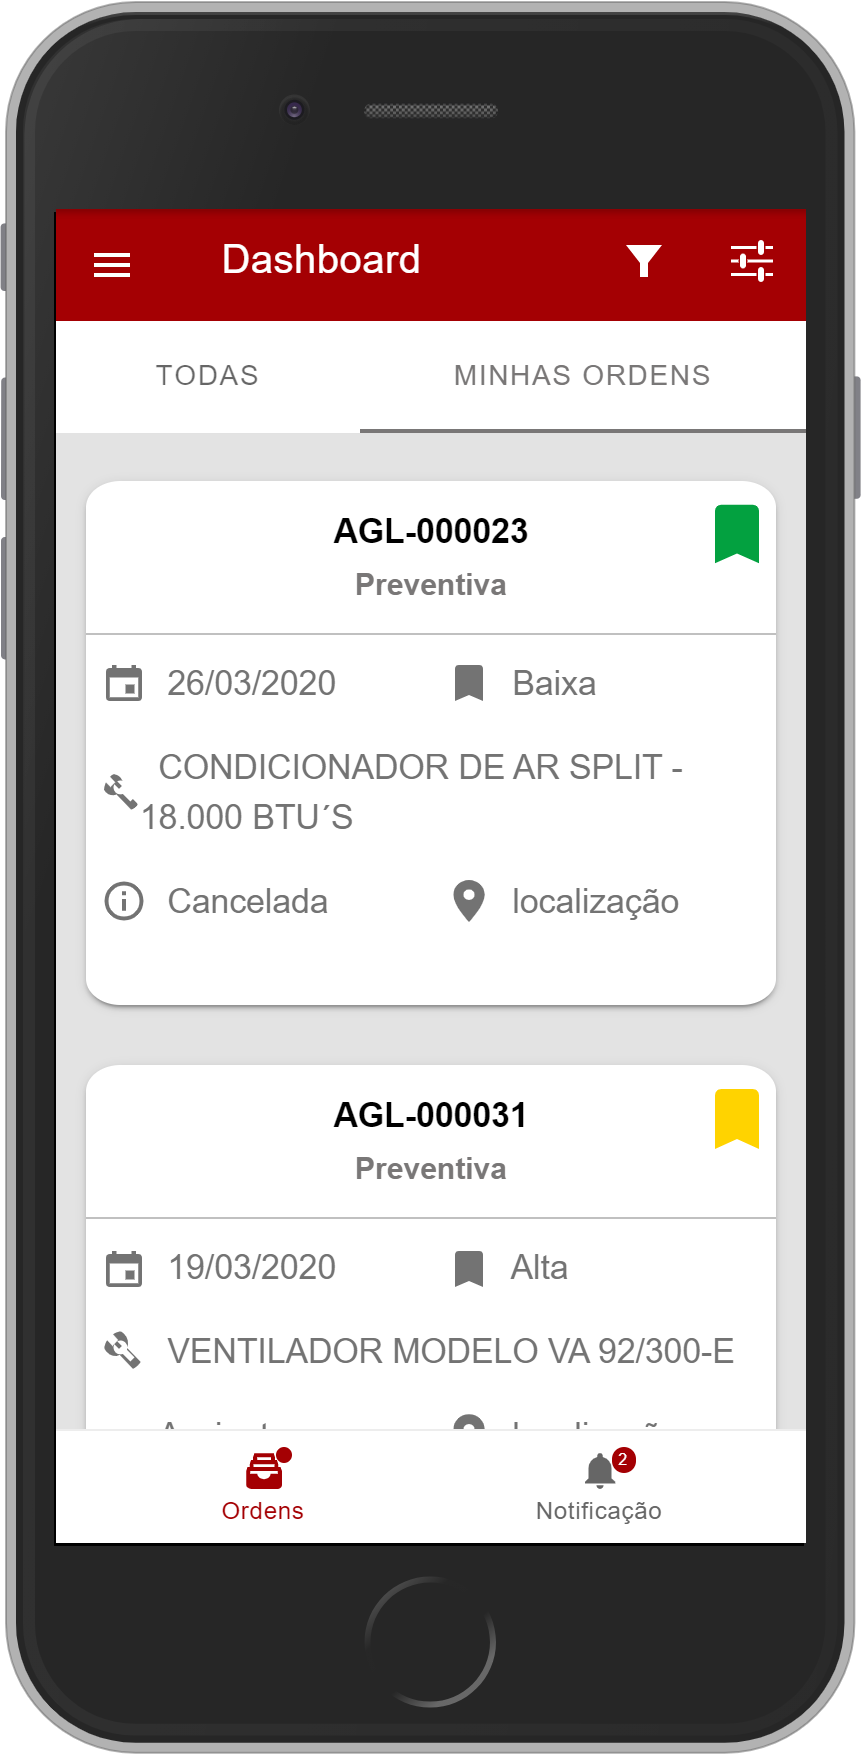 Dashboard
TODAS MINHAS ORDENS
AGL-000023
Preventiva
26/03/2020 Baixa
CONDICIONADOR DE AR SPLIT -
18.000 BTU´S
Cancelada localização
AGL-000031
Preventiva
19/03/2020 Alta
VENTILADOR MODELO VA 92/300-E
2
Ordens Notificação